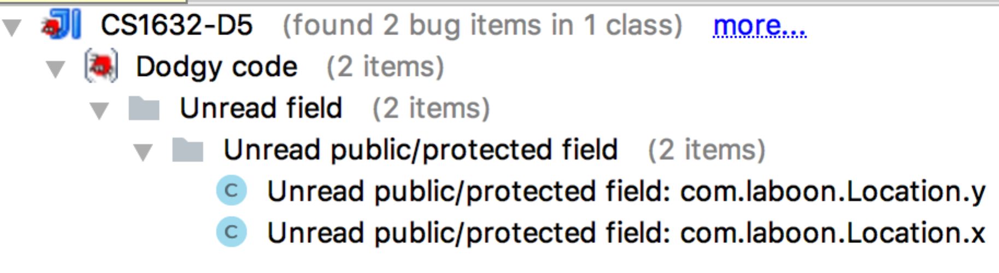 CS1632-D5 (found 2 bug items in 1 class) more...
Dodgy code (2 items)
Unread field (2 items)
Unread public/protected field (2 items)
C Unread public/protected field: com.laboon.Location.y
C Unread public/protected field: com.laboon.Location.x